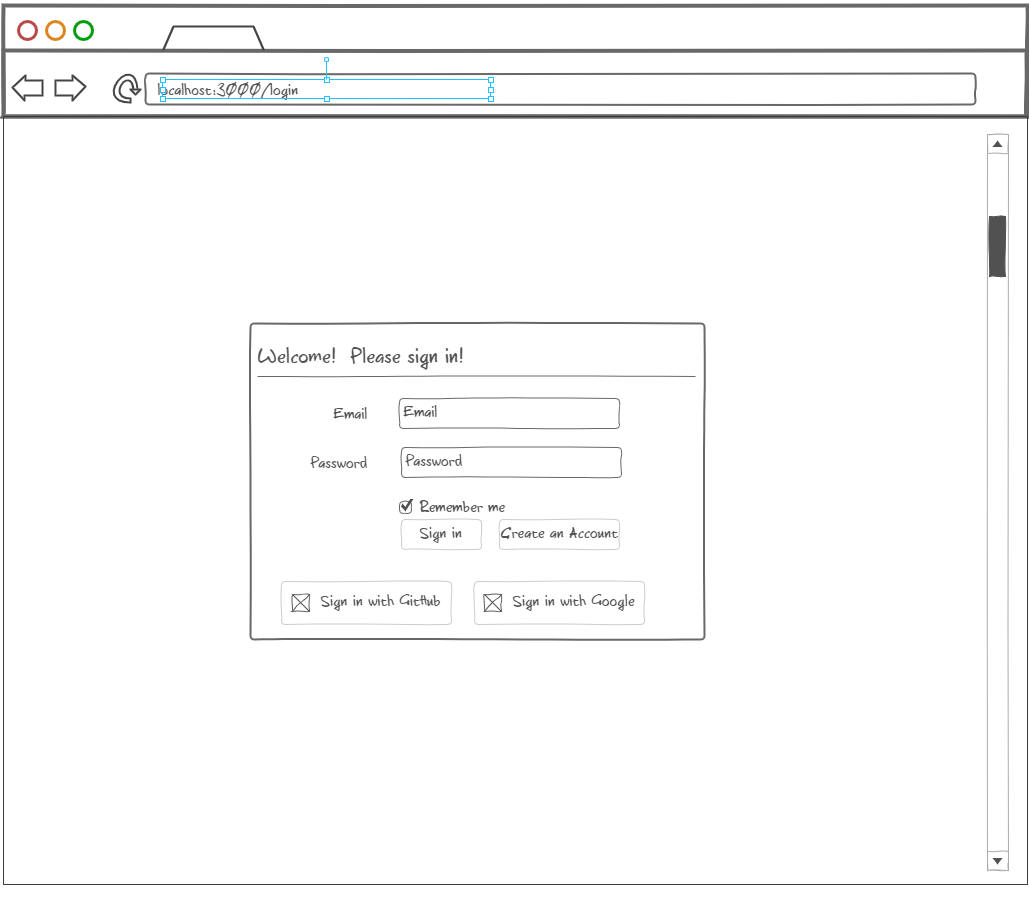 localhost:3000/login
Welcome! Please sign in!
Email Email
Password Password
Remember me
Sign in Create an Account
Sign in with GitHub Sign in with Google